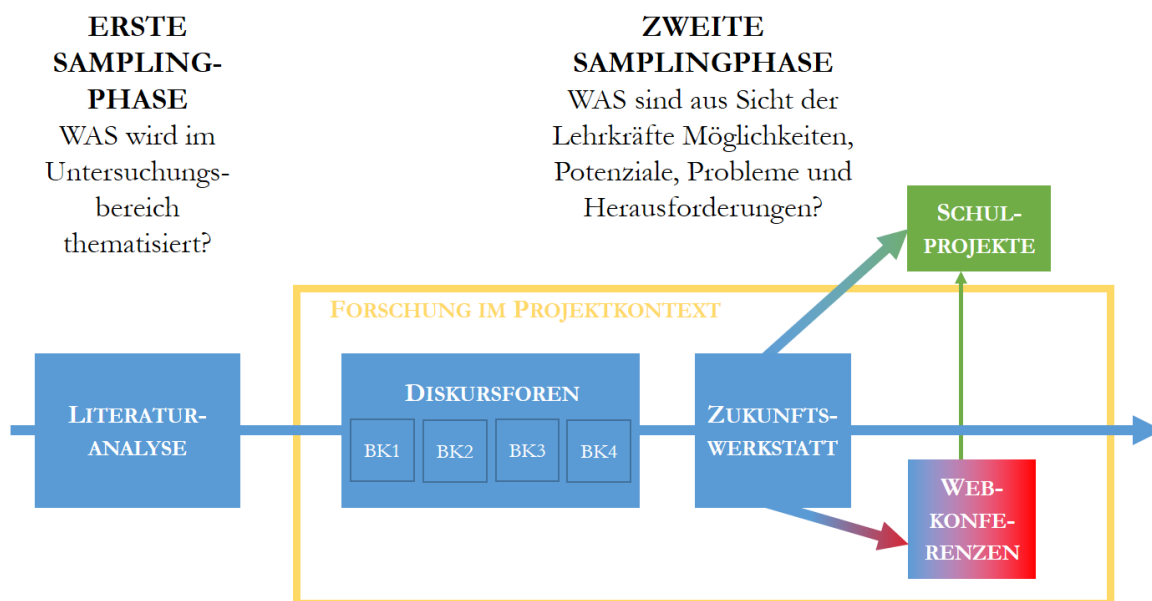 ERSTE
SAMPLING-
PHASE
WAS wird im
Untersuchungs-
bereich
thematisiert?
ZWEITE
SAMPLINGPHASE
WAS sind aus Sicht der
Lehrkräfte Möglichkeiten,
Potenziale, Probleme und
Herausforderungen?
SCHUL-
PROJEKTE
FORSCHUNG IM PROJEKTKONTEXT
LITERATUR-
ANALYSE
DISKURSFOREN
BK1
BK2
BK3
BK4
ZUKUNFTS-
WERKSTATT
WEB-
KONFE-
RENZEN